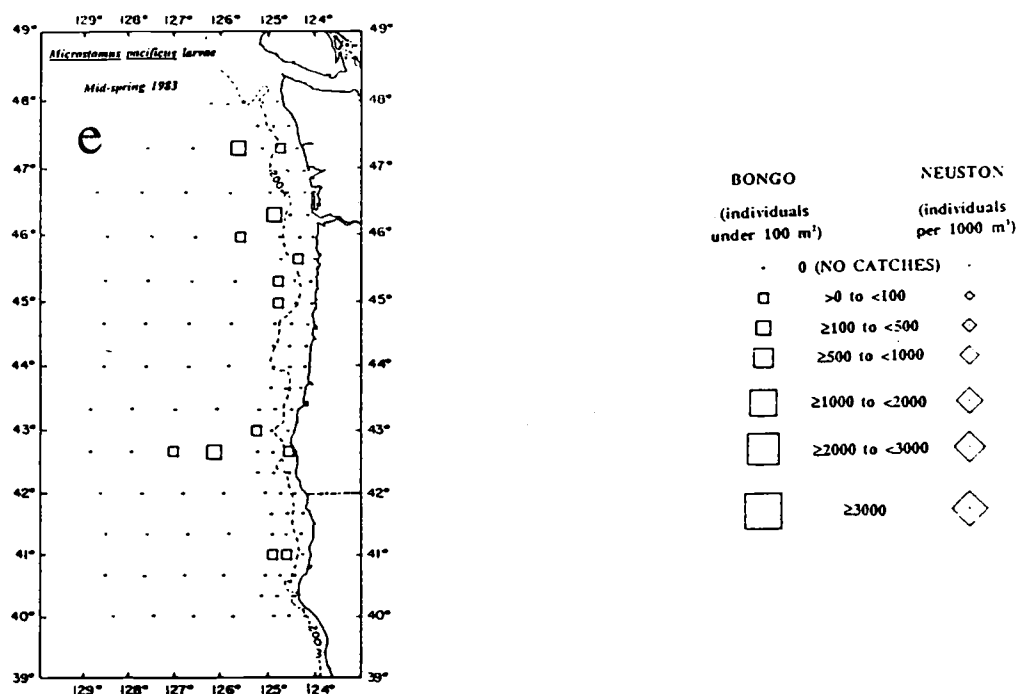 129° 128° 127° 126° 125° 124°
49° 49°
Microstomus pacificus larvae
Mid-spring 1983
48° 48°
e
47° 47°
200
46° 46°
45° 45°
44° 44°
43° 43°
42° 42°
41° 41°
40° 40°
200
39° 39°
129° 128° 127° 126° 125° 124°
BONGO NEUSTON
(individuals (individuals
under 100 m²) per 1000 m³)
0 (NO CATCHES)
>0 to <100
≥100 to <500
≥500 to <1000
≥1000 to <2000
≥2000 to <3000
≥3000